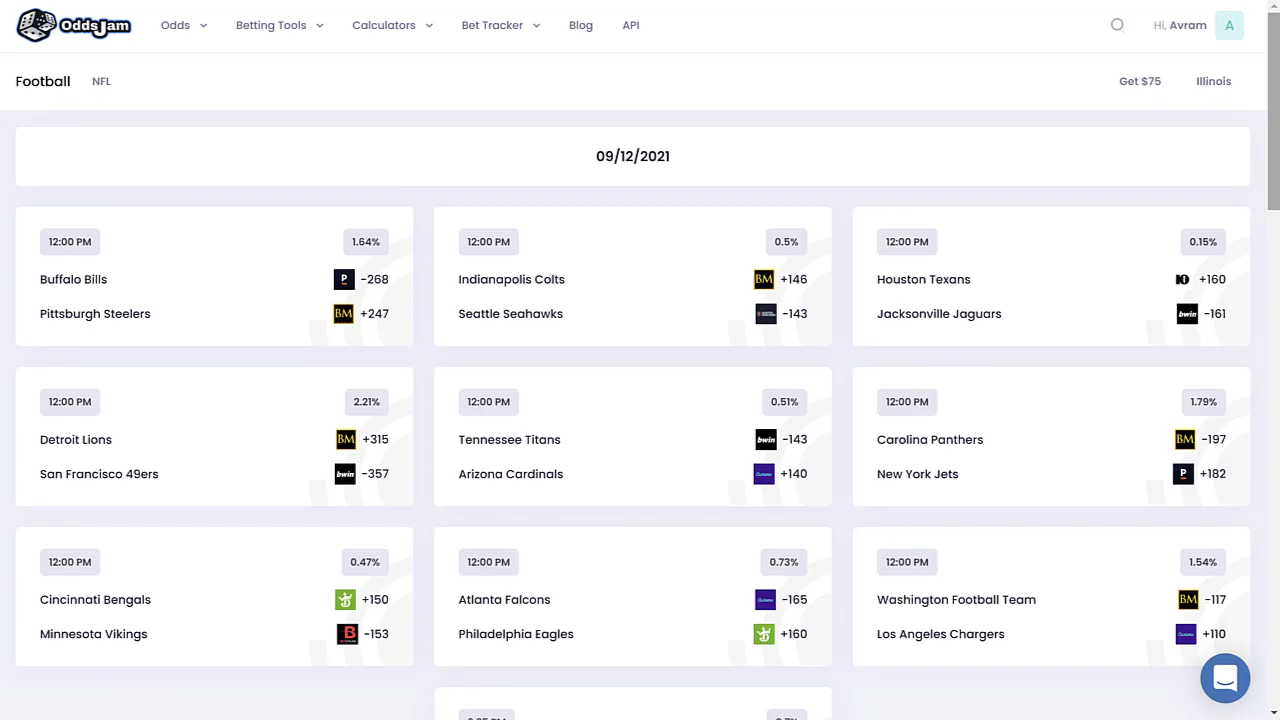 OddsJam
Odds
Betting Tools
Calculators
Bet Tracker
Blog
API
Hi, Avram
A
Football
NFL
Get $75
Illinois
09/12/2021
12:00 PM
1.64%
Buffalo Bills
P
-268
Pittsburgh Steelers
BM
+247
12:00 PM
0.5%
Indianapolis Colts
BM
+146
Seattle Seahawks
-143
12:00 PM
0.15%
Houston Texans
+160
Jacksonville Jaguars
bwin
-161
12:00 PM
2.21%
Detroit Lions
BM
+315
San Francisco 49ers
bwin
-357
12:00 PM
0.51%
Tennessee Titans
bwin
-143
Arizona Cardinals
+140
12:00 PM
1.79%
Carolina Panthers
BM
-197
New York Jets
P
+182
12:00 PM
0.47%
Cincinnati Bengals
+150
Minnesota Vikings
B
-153
12:00 PM
0.73%
Atlanta Falcons
-165
Philadelphia Eagles
+160
12:00 PM
1.54%
Washington Football Team
BM
-117
Los Angeles Chargers
+110